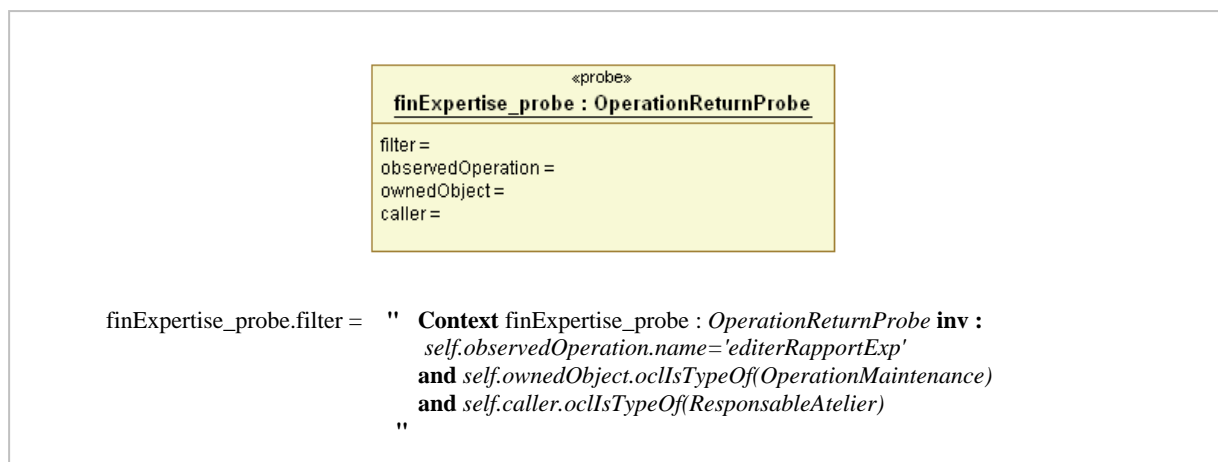 «probe»
finExpertise_probe : OperationReturnProbe
filter =
observedOperation =
ownedObject =
caller =
finExpertise_probe.filter = " Context finExpertise_probe : OperationReturnProbe inv :
self.observedOperation.name='editerRapportExp'
and self.ownedObject.oclIsTypeOf(OperationMaintenance)
and self.caller.oclIsTypeOf(ResponsableAtelier)
"